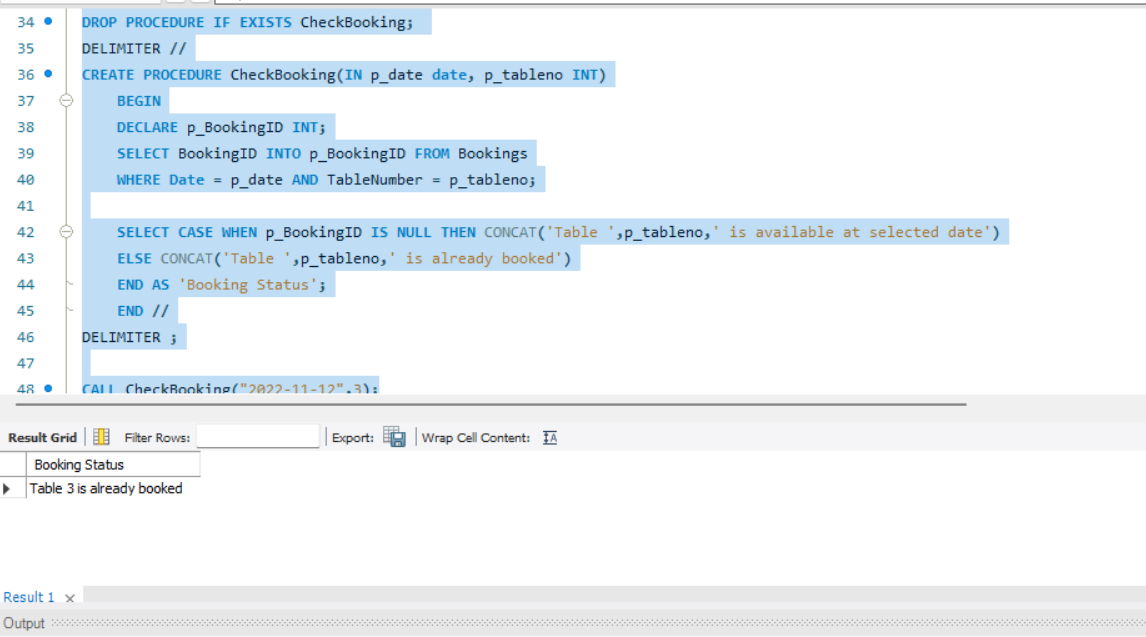 34 DROP PROCEDURE IF EXISTS CheckBooking;
35 DELIMITER //
36 CREATE PROCEDURE CheckBooking(IN p_date date, p_tableno INT)
37 BEGIN
38 DECLARE p_BookingID INT;
39 SELECT BookingID INTO p_BookingID FROM Bookings
40 WHERE Date = p_date AND TableNumber = p_tableno;
41
42 SELECT CASE WHEN p_BookingID IS NULL THEN CONCAT('Table ',p_tableno,' is available at selected date')
43 ELSE CONCAT('Table ',p_tableno,' is already booked')
44 END AS 'Booking Status';
45 END //
46 DELIMITER ;
47
48 CALL CheckBooking("2022-11-12",3);
Result Grid Filter Rows: Export: Wrap Cell Content: IA
Booking Status
Table 3 is already booked
Result 1 x
Output